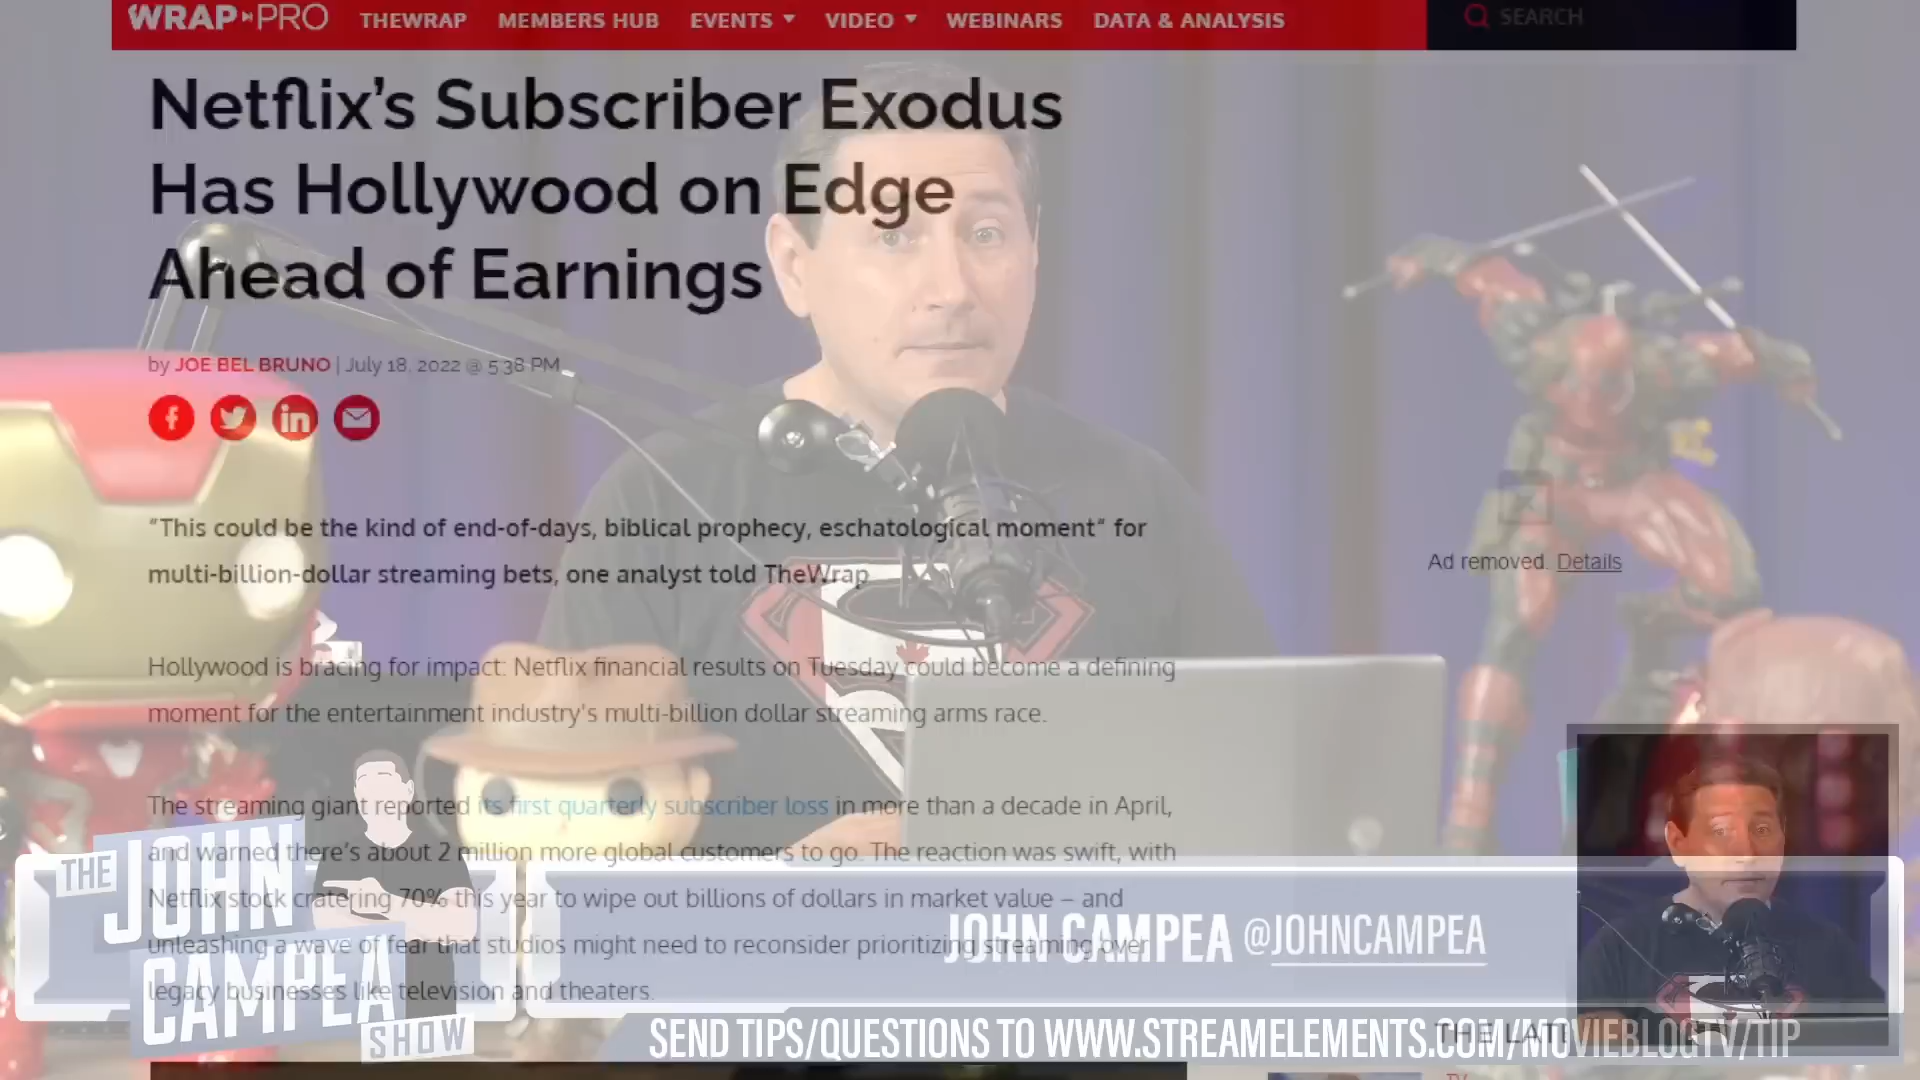 WRAP PRO THEWRAP MEMBERS HUB EVENTS VIDEO WEBINARS DATA & ANALYSIS SEARCH
Netflix’s Subscriber Exodus
Has Hollywood on Edge
Ahead of Earnings
by JOE BEL BRUNO | July 18, 2022 @ 5:38 PM
“This could be the kind of end-of-days, biblical prophecy, eschatological moment“ for
multi-billion-dollar streaming bets, one analyst told TheWrap
Ad removed. Details
Hollywood is bracing for impact: Netflix financial results on Tuesday could become a defining
moment for the entertainment industry's multi-billion dollar streaming arms race.
The streaming giant reported its first quarterly subscriber loss in more than a decade in April,
and warned there’s about 2 million more global customers to go. The reaction was swift, with
Netflix stock cratering 70% this year to wipe out billions of dollars in market value – and
unleashing a wave of fear that studios might need to reconsider prioritizing streaming over
legacy businesses like television and theaters.
THE
JOHN
CAMPEA
SHOW
JOHN CAMPEA @JOHNCAMPEA
SEND TIPS/QUESTIONS TO WWW.STREAMELEMENTS.COM/MOVIEBLOGTV/TIP
THE LATE
TV